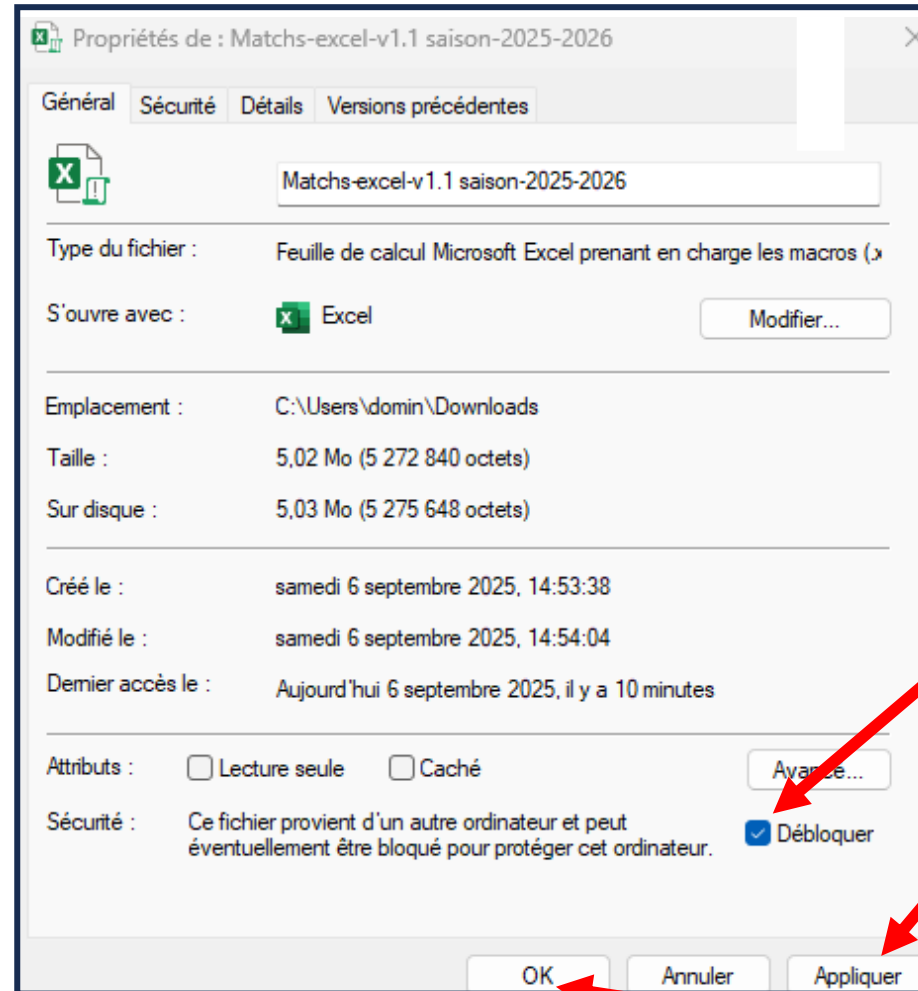 Propriétés de : Matchs-excel-v1.1 saison-2025-2026
Général Sécurité Détails Versions précédentes
Matchs-excel-v1.1 saison-2025-2026
Type du fichier : Feuille de calcul Microsoft Excel prenant en charge les macros (.x
S'ouvre avec : Excel Modifier...
Emplacement : C:\Users\domin\Downloads
Taille : 5,02 Mo (5 272 840 octets)
Sur disque : 5,03 Mo (5 275 648 octets)
Créé le : samedi 6 septembre 2025, 14:53:38
Modifié le : samedi 6 septembre 2025, 14:54:04
Dernier accès le : Aujourd'hui 6 septembre 2025, il y a 10 minutes
Attributs : Lecture seule Caché Avancé...
Sécurité : Ce fichier provient d'un autre ordinateur et peut
éventuellement être bloqué pour protéger cet ordinateur. Débloquer
OK Annuler Appliquer